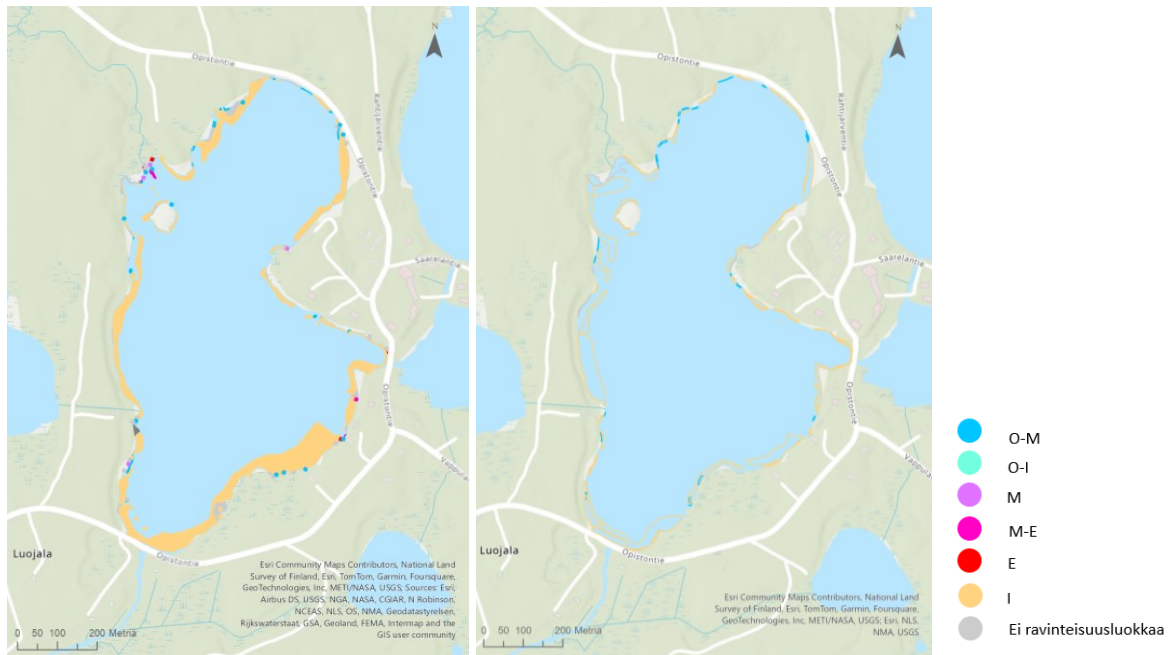 N
Opistontie
Rahtijärventie
Opistontie
Saarelantie
Opistontie
Vappula
Luojala
Opistontie
Esri Community Maps Contributors, National Land
Survey of Finland, Esri, TomTom, Garmin, Foursquare,
GeoTechnologies, Inc, METI/NASA, USGS; Sources: Esri,
Airbus DS, USGS, NGA, NASA, CGIAR, N Robinson,
NCEAS, NLS, OS, NMA, Geodatastyrelsen,
Rijkswaterstaat, GSA, Geoland, FEMA, Intermap and the
GIS user community
0 50 100 200 Metriä
N
Opistontie
Rahtijärventie
Opistontie
Saarelantie
Opistontie
Vappula
Luojala
Opistontie
Esri Community Maps Contributors, National Land
Survey of Finland, Esri, TomTom, Garmin, Foursquare,
GeoTechnologies, Inc, METI/NASA, USGS; Esri, NLS,
NMA, USGS
0 50 100 200 Metriä
O-M
O-I
M
M-E
E
I
Ei ravinteisuusluokkaa